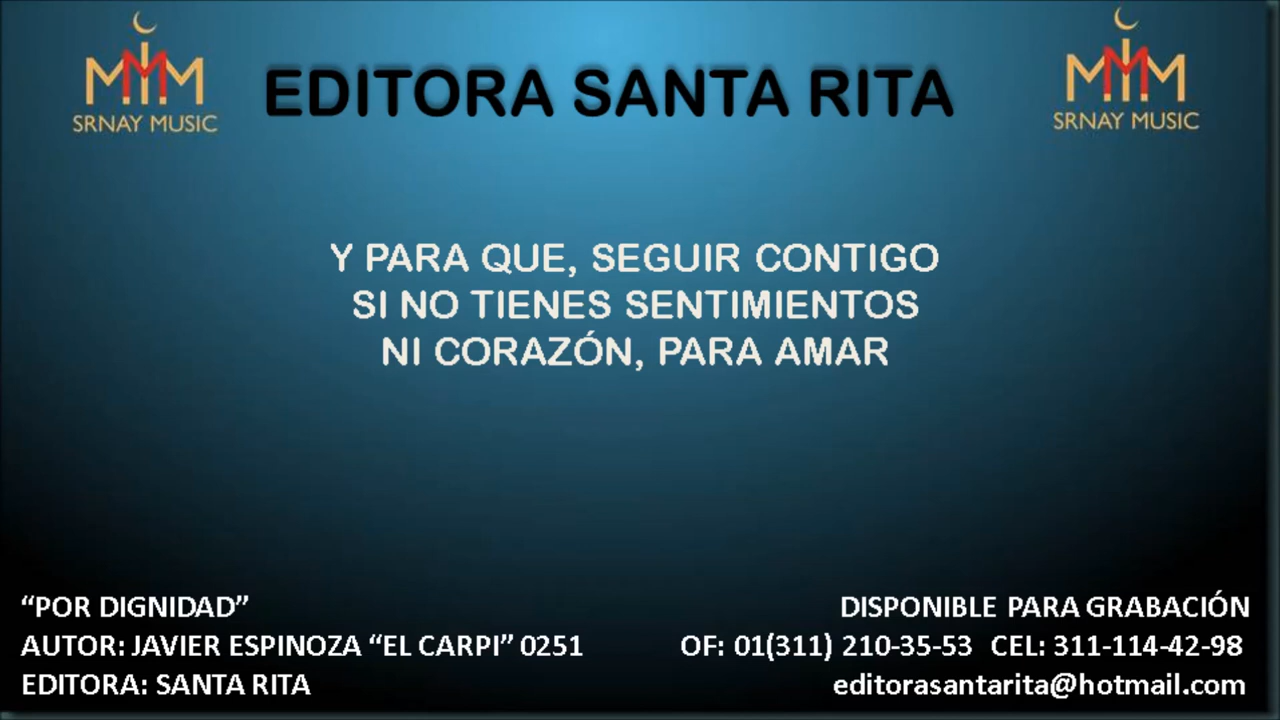 SRNAY MUSIC
EDITORA SANTA RITA
SRNAY MUSIC
Y PARA QUE, SEGUIR CONTIGO
SI NO TIENES SENTIMIENTOS
NI CORAZÓN, PARA AMAR
“POR DIGNIDAD”
AUTOR: JAVIER ESPINOZA “EL CARPI” 0251
EDITORA: SANTA RITA
DISPONIBLE PARA GRABACIÓN
OF: 01(311) 210-35-53 CEL: 311-114-42-98
editorasantarita@hotmail.com